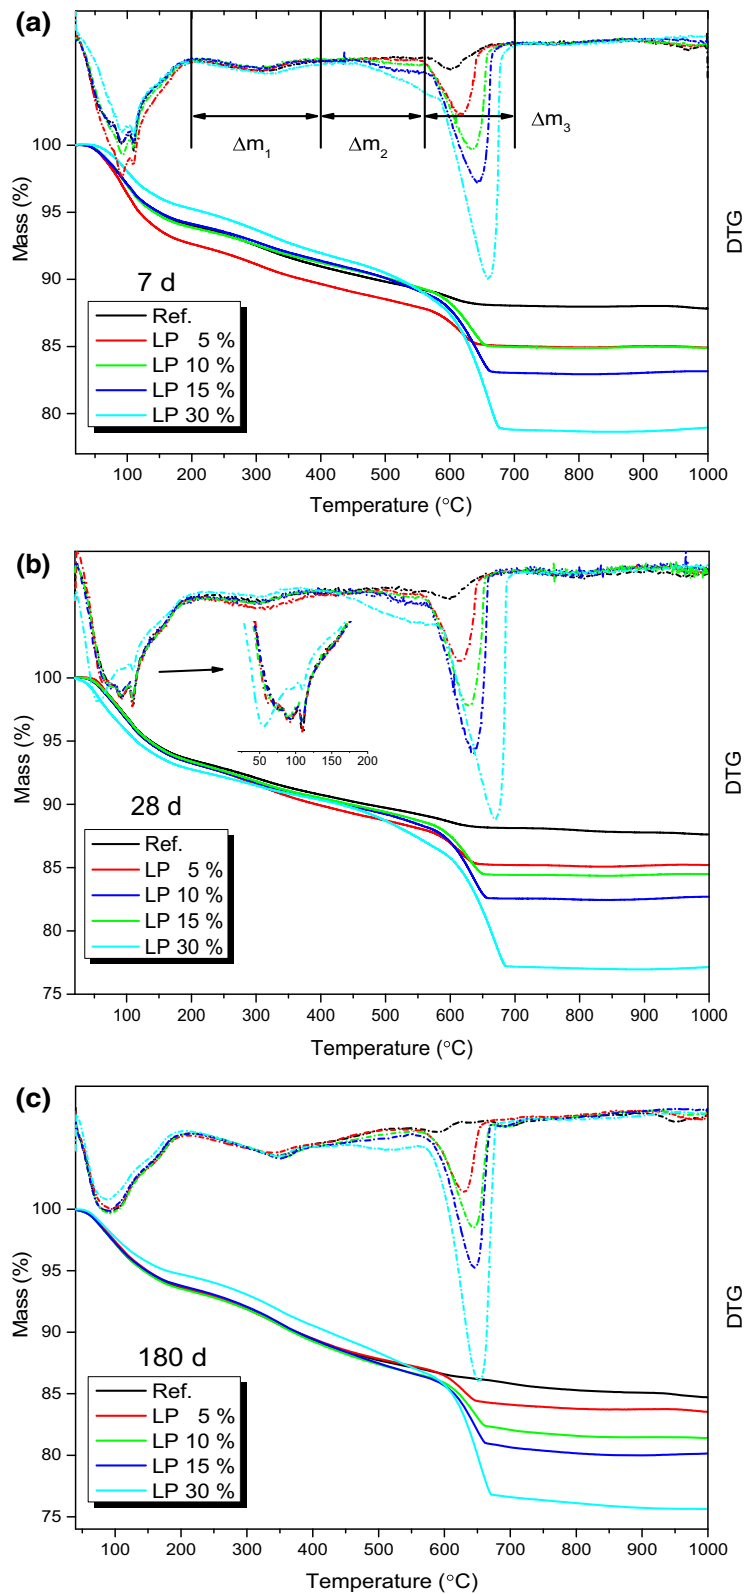 (a)
Δm1
Δm2
Δm3
100
95
90
85
80
Mass (%)
DTG
7 d
Ref.
LP 5 %
LP 10 %
LP 15 %
LP 30 %
100 200 300 400 500 600 700 800 900 1000
Temperature (°C)
(b)
100
95
90
85
80
75
Mass (%)
DTG
50 100 150 200
28 d
Ref.
LP 5 %
LP 10 %
LP 15 %
LP 30 %
100 200 300 400 500 600 700 800 900 1000
Temperature (°C)
(c)
100
95
90
85
80
75
Mass (%)
DTG
180 d
Ref.
LP 5 %
LP 10 %
LP 15 %
LP 30 %
100 200 300 400 500 600 700 800 900 1000
Temperature (°C)